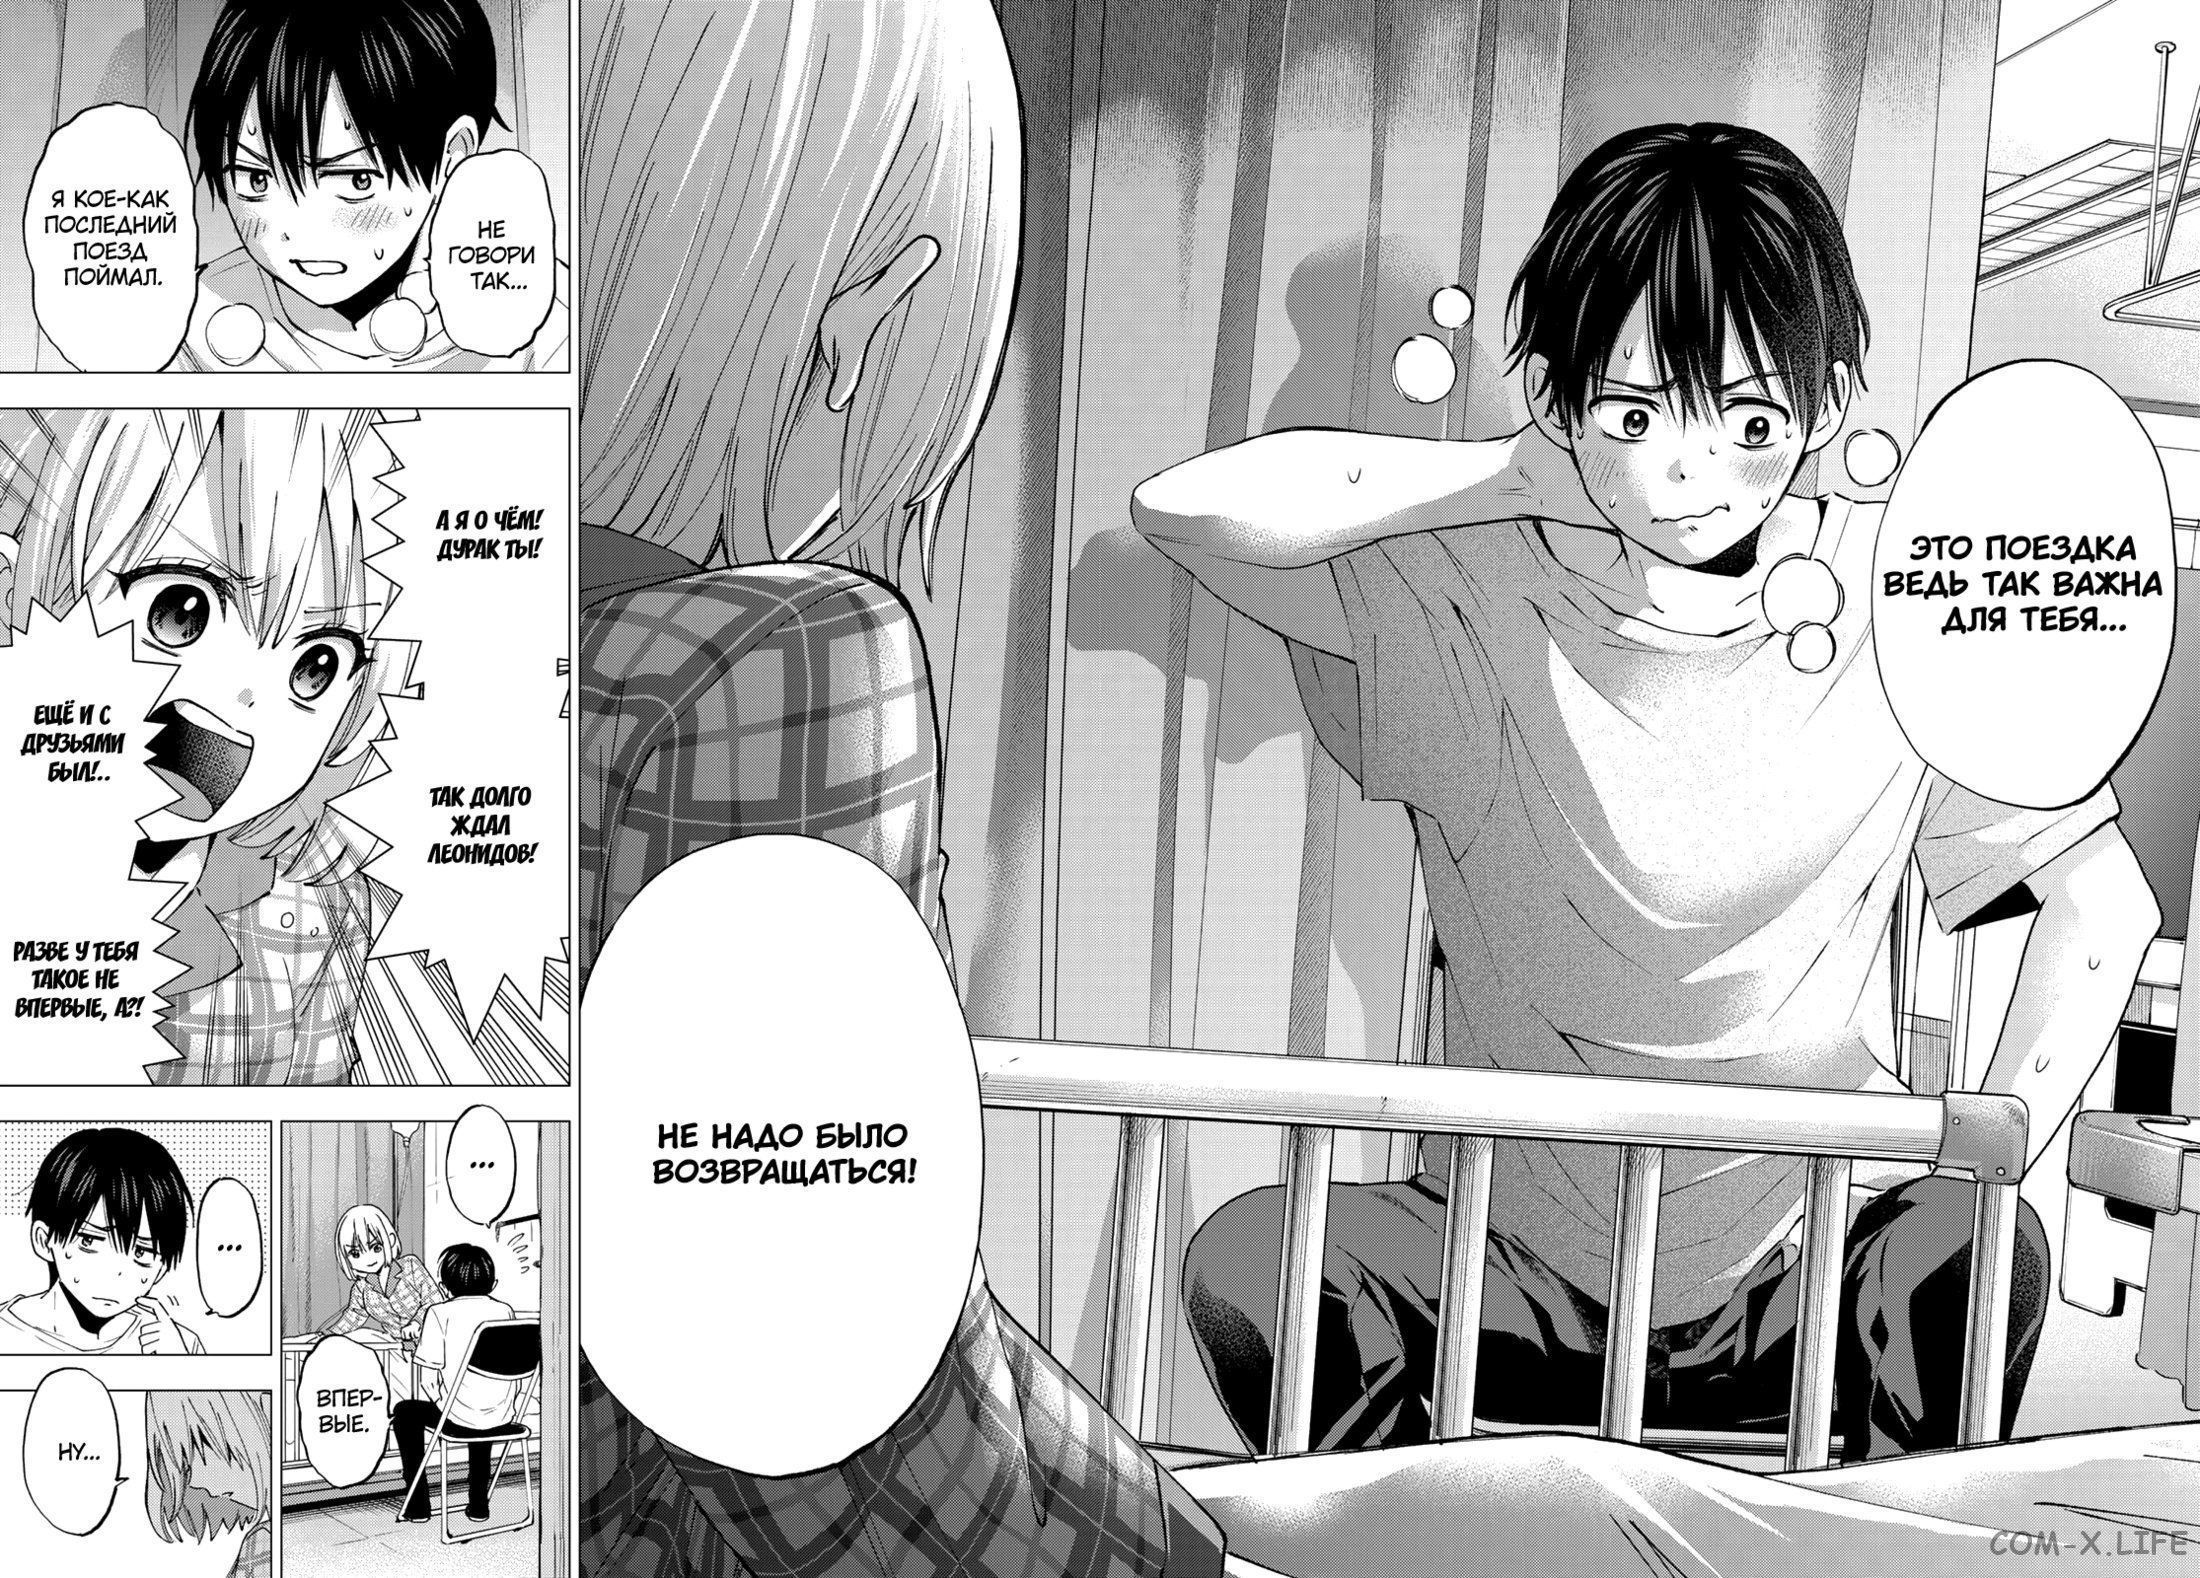 ЭТО ПОЕЗДКА
ВЕДЬ ТАК ВАЖНА
ДЛЯ ТЕБЯ...
НЕ НАДО БЫЛО
ВОЗВРАЩАТЬСЯ!
НЕ
ГОВОРИ
ТАК...
Я КОЕ-КАК
ПОСЛЕДНИЙ
ПОЕЗД
ПОЙМАЛ.
А Я О ЧЁМ!
ДУРАК ТЫ!
ТАК ДОЛГО
ЖДАЛ
ЛЕОНИДОВ!
ЕЩЁ И С
ДРУЗЬЯМИ
БЫЛ!..
РАЗВЕ У ТЕБЯ
ТАКОЕ НЕ
ВПЕРВЫЕ, А?!
...
ВПЕР-
ВЫЕ.
...
НУ...
COM-X.LIFE